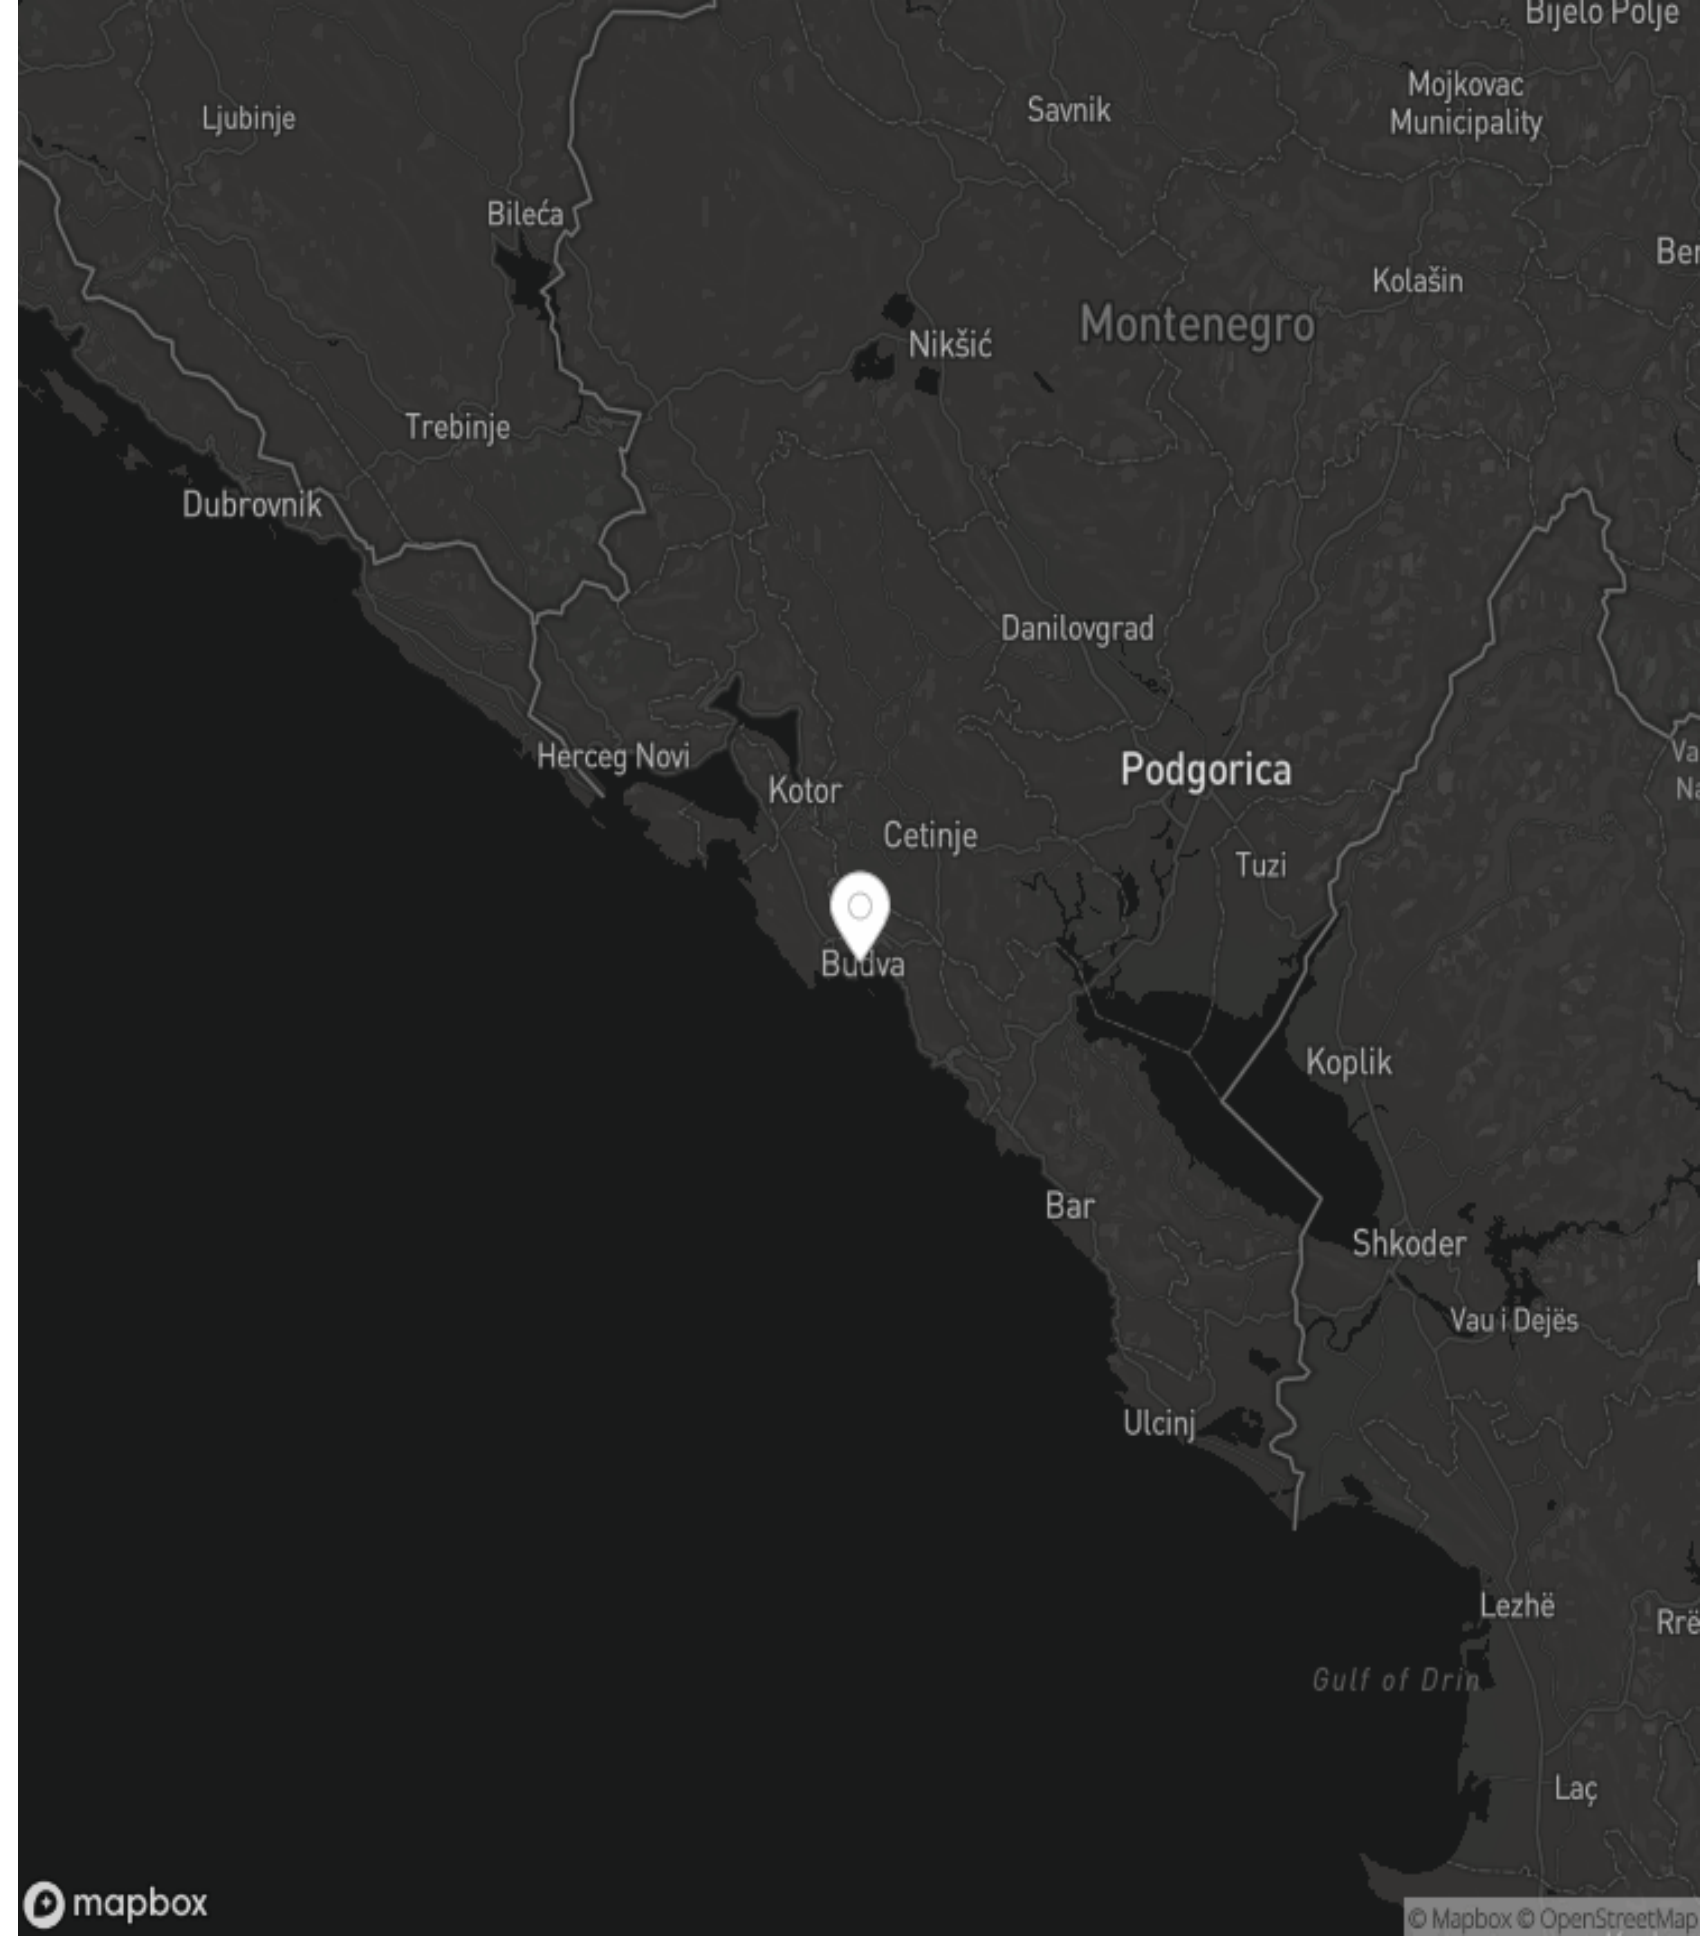 Bijelo Polje
Mojkovac
Municipality
Savnik
Ljubinje
Bileća
Kolašin
Montenegro
Nikšić
Trebinje
Dubrovnik
Danilovgrad
Herceg Novi
Podgorica
Kotor
Cetinje
Tuzi
Budva
Koplik
Bar
Shkoder
Vau i Dejës
Ulcinj
Lezhë
Gulf of Drin
Laç
mapbox
© Mapbox © OpenStreetMap